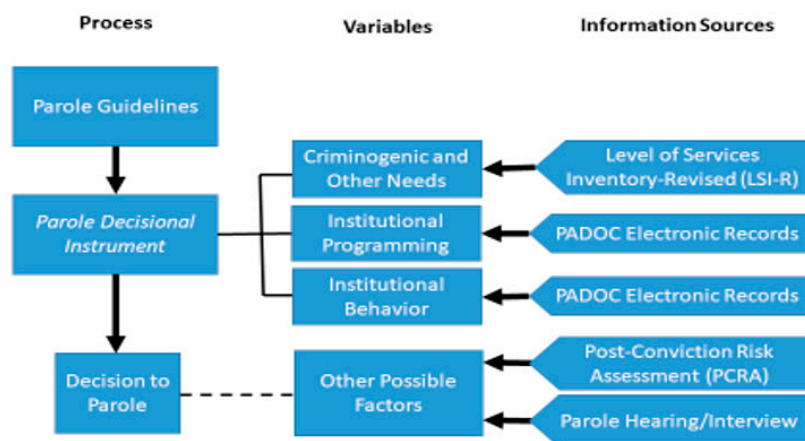 Process
Variables
Information Sources
Parole Guidelines
Criminogenic and
Other Needs
Level of Services
Inventory-Revised (LSI-R)
Parole Decisional
Instrument
Institutional
Programming
PADOC Electronic Records
Institutional
Behavior
PADOC Electronic Records
Decision to
Parole
Other Possible
Factors
Post-Conviction Risk
Assessment (PCRA)
Parole Hearing/Interview